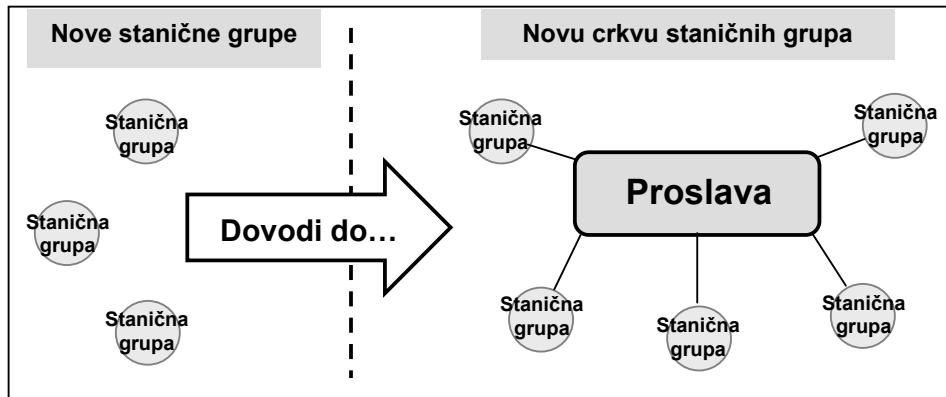 Nove stanične grupe
Novu crkvu staničnih grupa
Stanična
grupa
Stanična
grupa
Stanična
grupa
Dovodi do…
Stanična
grupa
Stanična
grupa
Proslava
Stanična
grupa
Stanična
grupa
Stanična
grupa